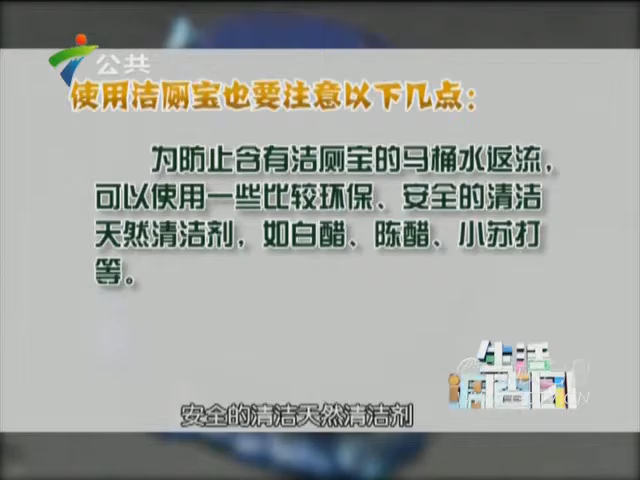 公共
使用洁厕宝也要注意以下几点：
为防止含有洁厕宝的马桶水返流，
可以使用一些比较环保、安全的清洁
天然清洁剂，如白醋、陈醋、小苏打
等。
生活
安全的清洁天然清洁剂